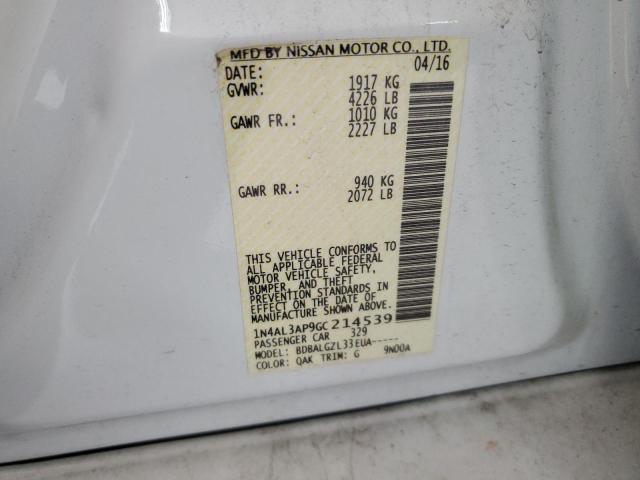 MFD BY NISSAN MOTOR CO., LTD.
DATE: 04/16
GVWR: 1917 KG
4226 LB
GAWR FR.: 1010 KG
2227 LB
GAWR RR.: 940 KG
2072 LB
THIS VEHICLE CONFORMS TO
ALL APPLICABLE FEDERAL
MOTOR VEHICLE SAFETY,
BUMPER, AND THEFT
PREVENTION STANDARDS IN
EFFECT ON THE DATE OF
MANUFACTURE SHOWN ABOVE.
1N4AL3AP9GC214539
PASSENGER CAR 329
MODEL: BDBALGZL33EUA-----
COLOR: QAK TRIM: G 9N00A